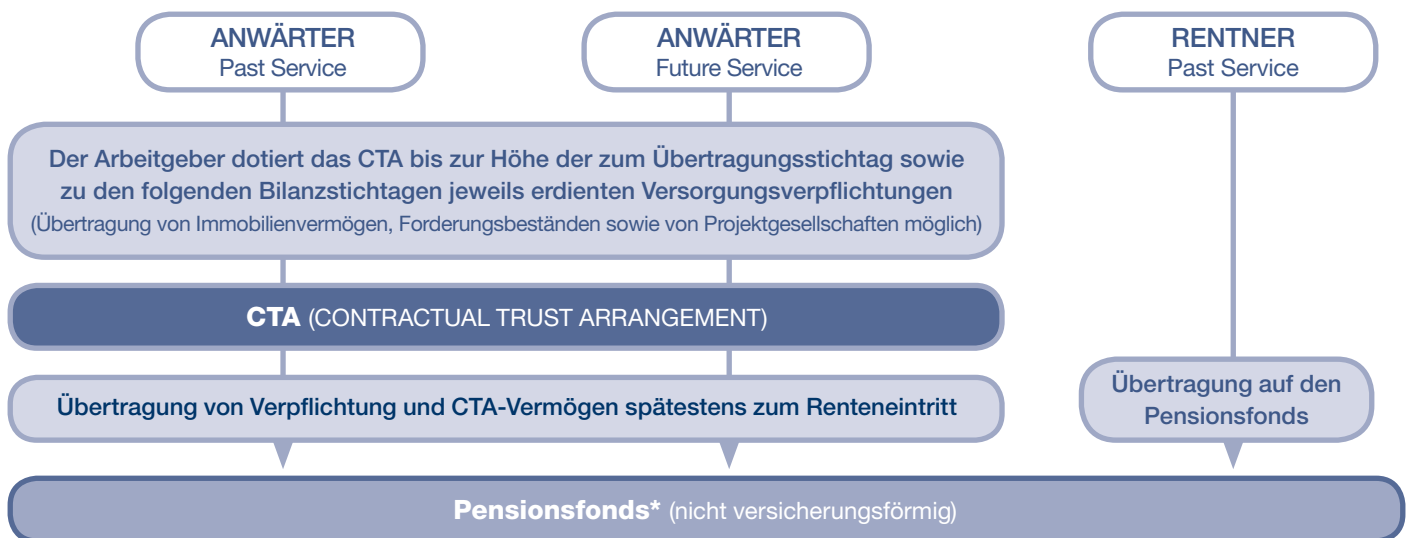 ANWÄRTER
Past Service
ANWÄRTER
Future Service
RENTNER
Past Service
Der Arbeitgeber dotiert das CTA bis zur Höhe der zum Übertragungsstichtag sowie
zu den folgenden Bilanzstichtagen jeweils erdienten Versorgungsverpflichtungen
(Übertragung von Immobilienvermögen, Forderungsbeständen sowie von Projektgesellschaften möglich)
CTA (CONTRACTUAL TRUST ARRANGEMENT)
Übertragung von Verpflichtung und CTA-Vermögen spätestens zum Renteneintritt
Übertragung auf den
Pensionsfonds
Pensionsfonds* (nicht versicherungsförmig)